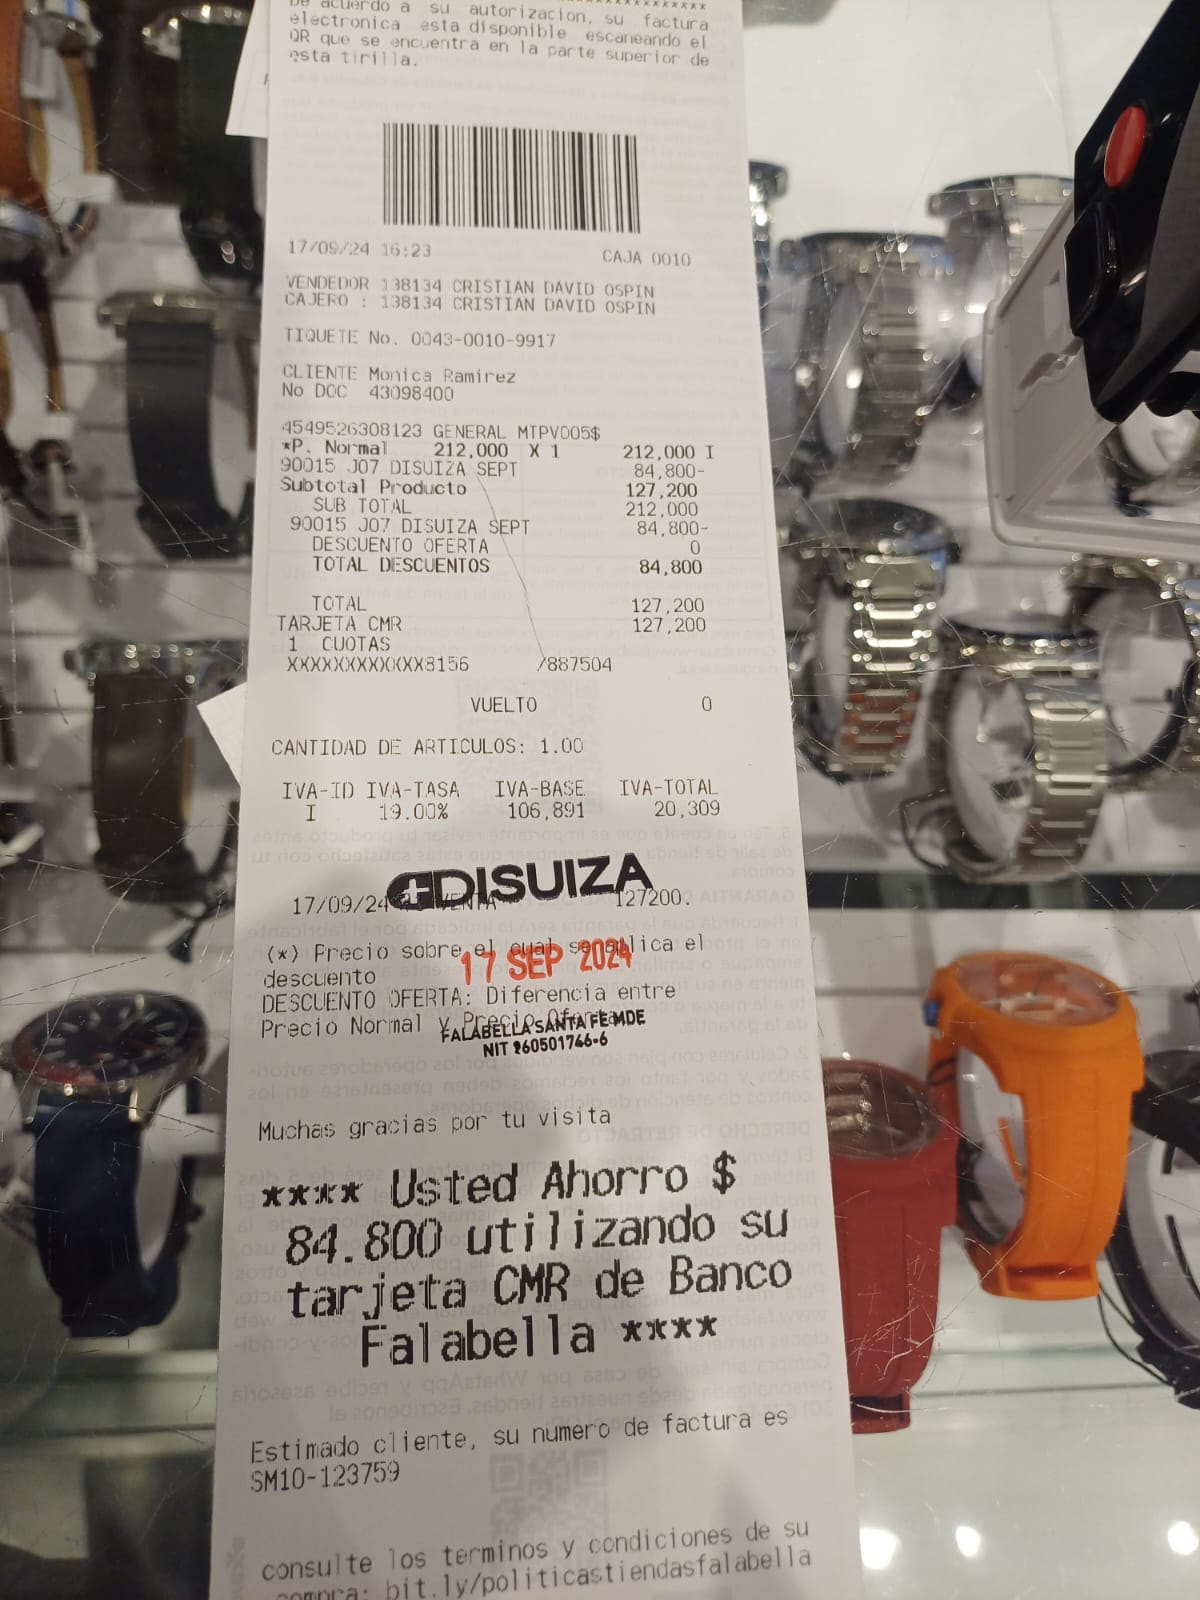 De acuerdo a su autorizacion, su factura
electronica esta disponible escaneando el
QR que se encuentra en la parte superior de
esta tirilla.
17/09/24 16:23 CAJA 0010
VENDEDOR 138134 CRISTIAN DAVID OSPIN
CAJERO : 138134 CRISTIAN DAVID OSPIN
TIQUETE No. 0043-0010-9917
CLIENTE Monica Ramirez
No DOC 43098400
4549526308123 GENERAL MTPV005$
*P. Normal 212,000 X 1 212,000 I
90015 J07 DISUIZA SEPT 84,800-
Subtotal Producto 127,200
SUB TOTAL 212,000
90015 J07 DISUIZA SEPT 84,800-
DESCUENTO OFERTA 0
TOTAL DESCUENTOS 84,800
TOTAL 127,200
TARJETA CMR 127,200
1 CUOTAS
XXXXXXXXXXXX8156 /887504
VUELTO 0
CANTIDAD DE ARTICULOS: 1.00
IVA-ID IVA-TASA IVA-BASE IVA-TOTAL
I 19.00% 106,891 20,309
DISUIZA
17/09/24 VENTA 127200.
(*) Precio sobre el cual se aplica el
17 SEP 2024
descuento
DESCUENTO OFERTA: Diferencia entre
Precio Normal y Precio Oferta
FALABELLA SANTA FE MDE
NIT 860501746-6
Muchas gracias por tu visita
**** Usted Ahorro $
84.800 utilizando su
tarjeta CMR de Banco
Falabella ****
Estimado cliente, su numero de factura es
SM10-123759
consulte los terminos y condiciones de su
compra: bit.ly/politicastiendasfalabella